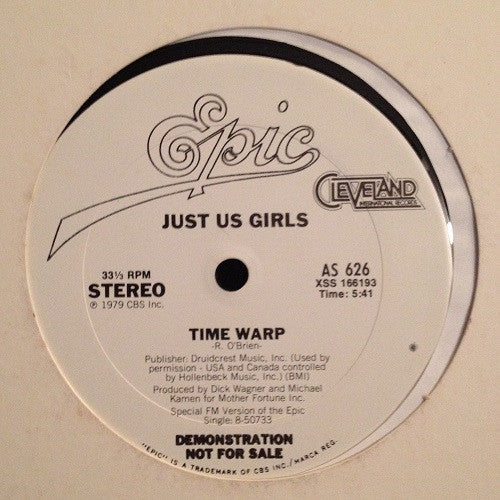 Epic
CLEVELAND
INTERNATIONAL RECORDS
JUST US GIRLS
33⅓ RPM
STEREO
℗ 1979 CBS Inc.
AS 626
XSS 166193
Time: 5:41
TIME WARP
-R. O'Brien-
Publisher: Druidcrest Music, Inc. (Used by
permission - USA and Canada controlled
by Hollenbeck Music, Inc.) (BMI)
Produced by Dick Wagner and Michael
Kamen for Mother Fortune Inc.
Special FM Version of the Epic
Single: 8-50733
DEMONSTRATION
NOT FOR SALE
"EPIC" IS A TRADEMARK OF CBS INC./MARCA REG.